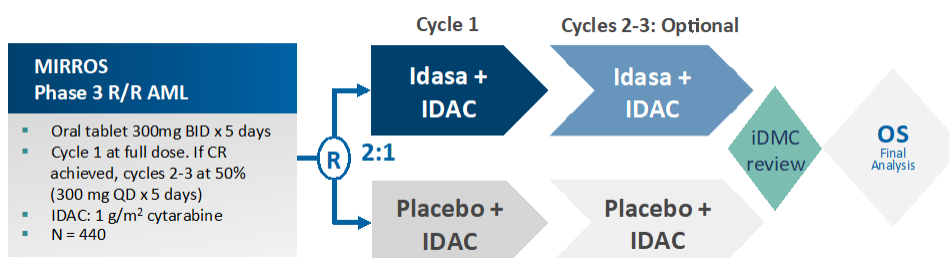 Cycle 1
Cycles 2-3: Optional
MIRROS
Phase 3 R/R AML
▪ Oral tablet 300mg BID x 5 days
▪ Cycle 1 at full dose. If CR
achieved, cycles 2-3 at 50%
(300 mg QD x 5 days)
▪ IDAC: 1 g/m² cytarabine
▪ N = 440
R
2:1
Idasa +
IDAC
Idasa +
IDAC
Placebo +
IDAC
Placebo +
IDAC
iDMC
review
OS
Final
Analysis